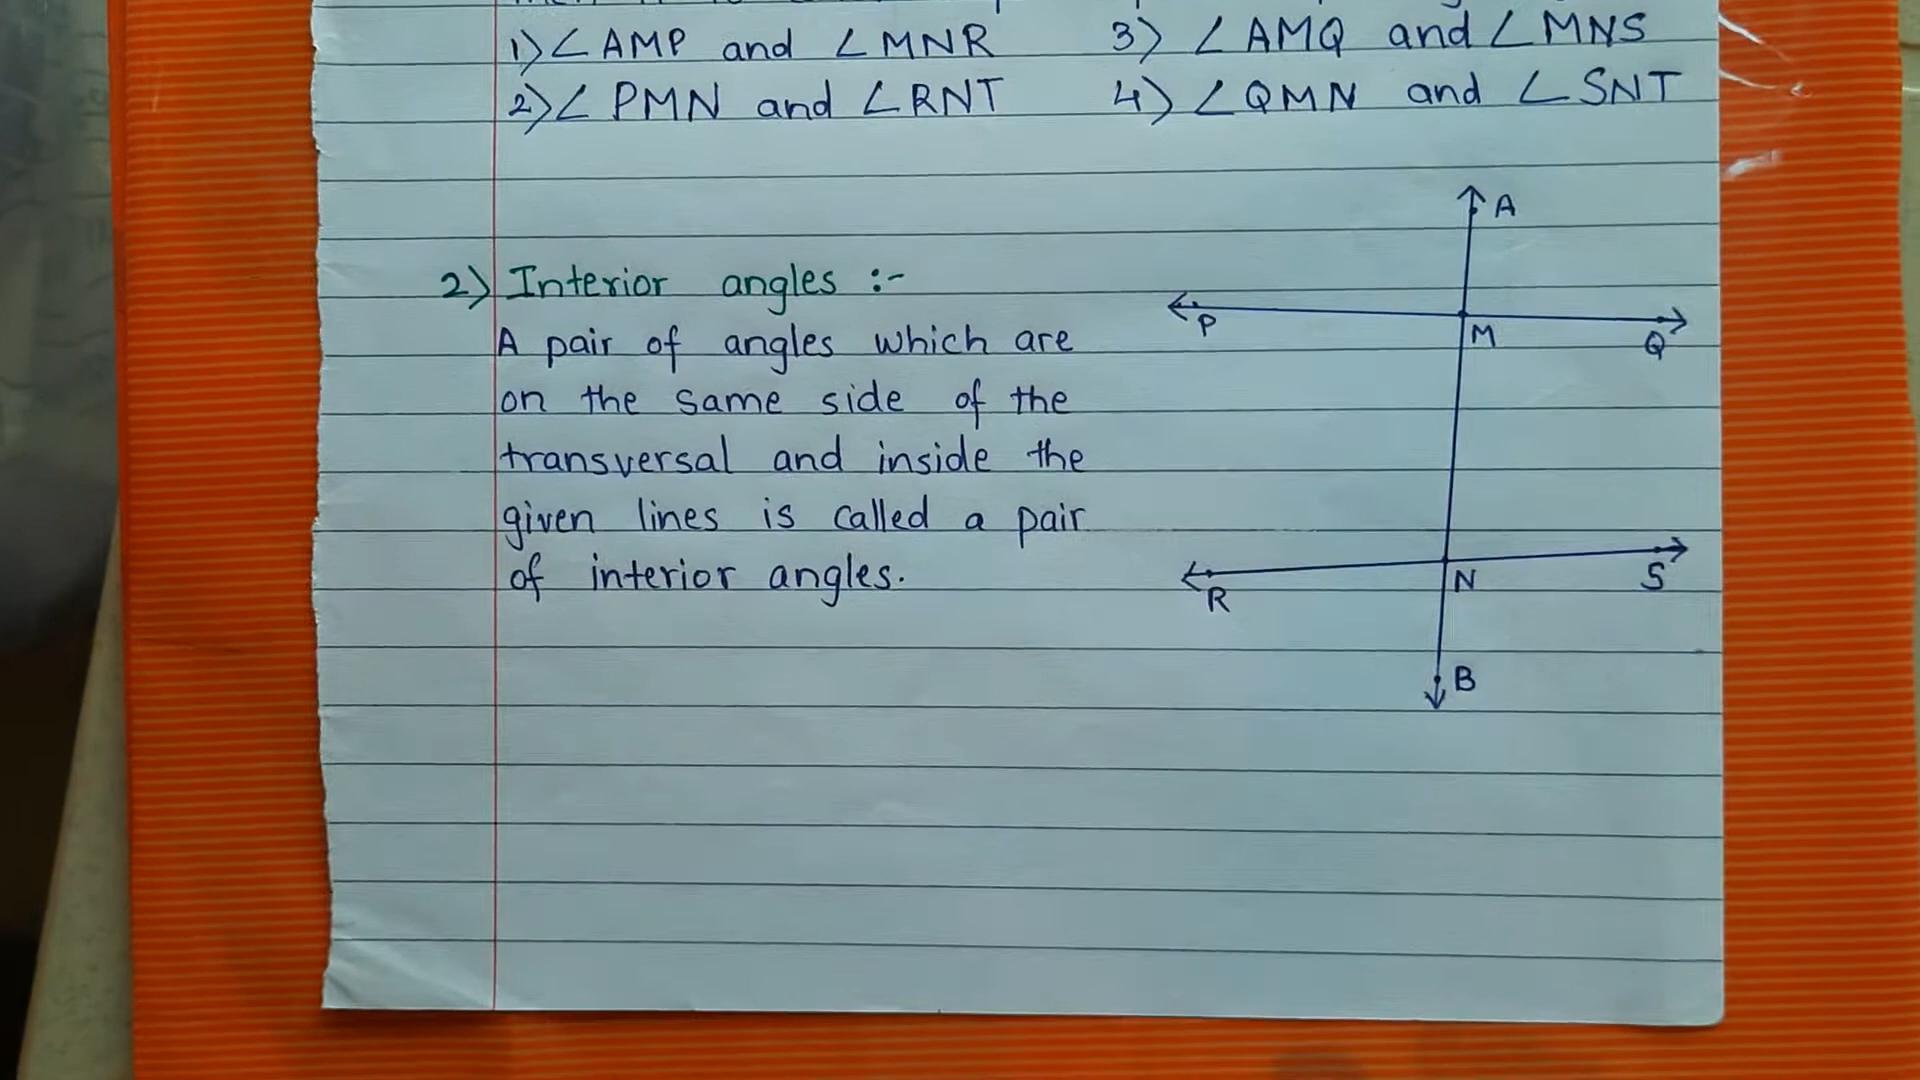 1) ∠ AMP and ∠ MNR 3) ∠ AMQ and ∠ MNS
2) ∠ PMN and ∠ RNT 4) ∠ QMN and ∠ SNT
2) Interior angles :-
A pair of angles which are
on the same side of the
transversal and inside the
given lines is called a pair
of interior angles.
A
P
M
Q
R
N
S
B